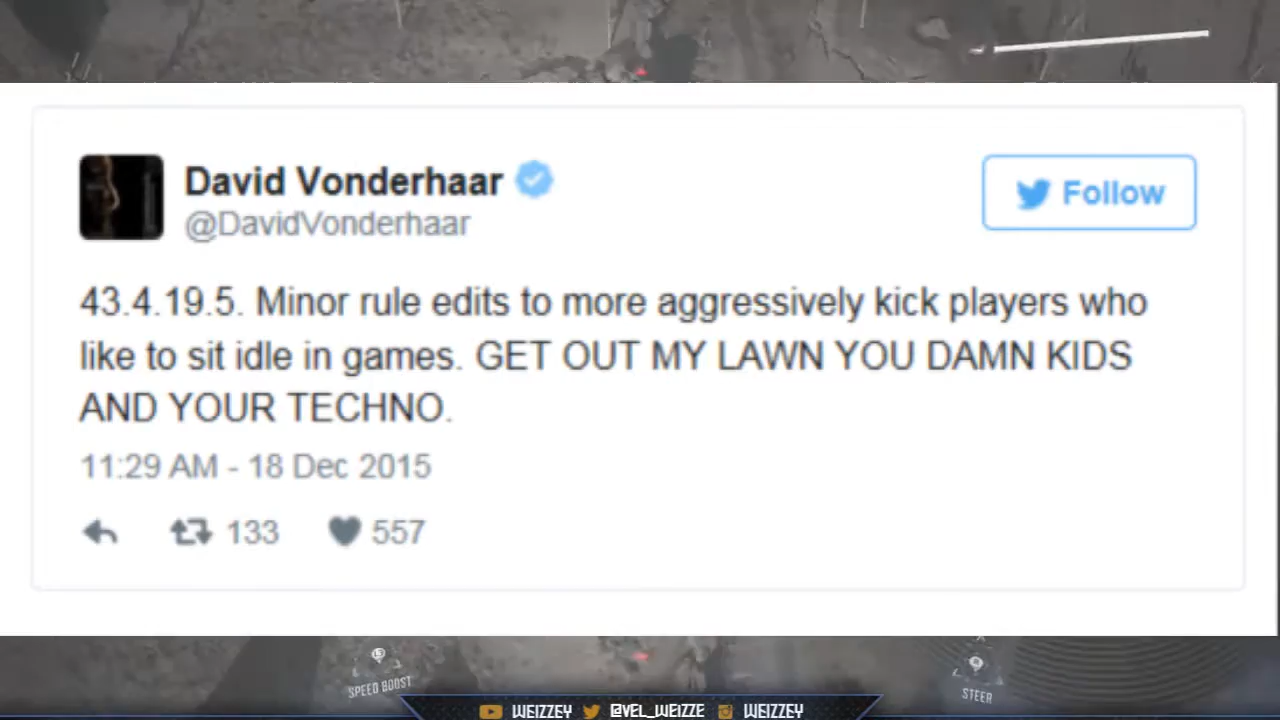 David Vonderhaar
@DavidVonderhaar
Follow
43.4.19.5. Minor rule edits to more aggressively kick players who
like to sit idle in games. GET OUT MY LAWN YOU DAMN KIDS
AND YOUR TECHNO.
11:29 AM - 18 Dec 2015
133 557
SPEED BOOST
STEER
WEIZZEY @VEL_WEIZZE WEIZZEY